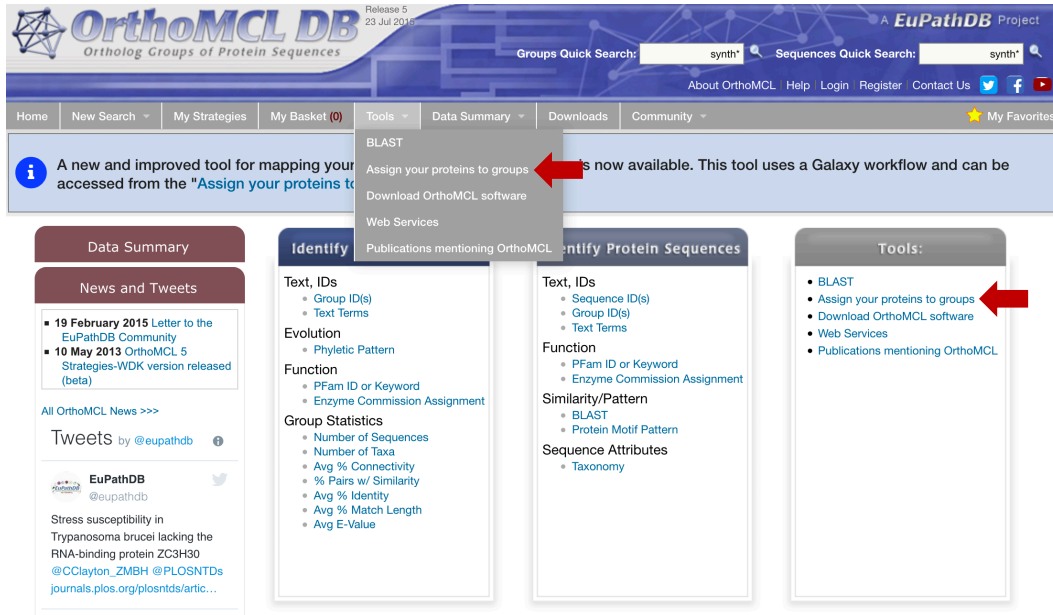 OrthoMCL DB
Ortholog Groups of Protein Sequences
Release 5
23 Jul 2015
A EuPathDB Project
Groups Quick Search: synth*
Sequences Quick Search: synth*
About OrthoMCL | Help | Login | Register | Contact Us
Home
New Search
My Strategies
My Basket (0)
Tools
Data Summary
Downloads
Community
My Favorites
BLAST
Assign your proteins to groups
Download OrthoMCL software
Web Services
Publications mentioning OrthoMCL
A new and improved tool for mapping your is now available. This tool uses a Galaxy workflow and can be
accessed from the "Assign your proteins to
Data Summary
News and Tweets
19 February 2015 Letter to the
EuPathDB Community
10 May 2013 OrthoMCL 5
Strategies-WDK version released
(beta)
All OrthoMCL News >>>
Tweets by @eupathdb
EuPathDB
@eupathdb
Stress susceptibility in
Trypanosoma brucei lacking the
RNA-binding protein ZC3H30
@CClayton_ZMBH @PLOSNTDs
journals.plos.org/plosntds/artic…
Identify
Text, IDs
Group ID(s)
Text Terms
Evolution
Phyletic Pattern
Function
PFam ID or Keyword
Enzyme Commission Assignment
Group Statistics
Number of Sequences
Number of Taxa
Avg % Connectivity
% Pairs w/ Similarity
Avg % Identity
Avg % Match Length
Avg E-Value
entify Protein Sequences
Text, IDs
Sequence ID(s)
Group ID(s)
Text Terms
Function
PFam ID or Keyword
Enzyme Commission Assignment
Similarity/Pattern
BLAST
Protein Motif Pattern
Sequence Attributes
Taxonomy
Tools:
BLAST
Assign your proteins to groups
Download OrthoMCL software
Web Services
Publications mentioning OrthoMCL